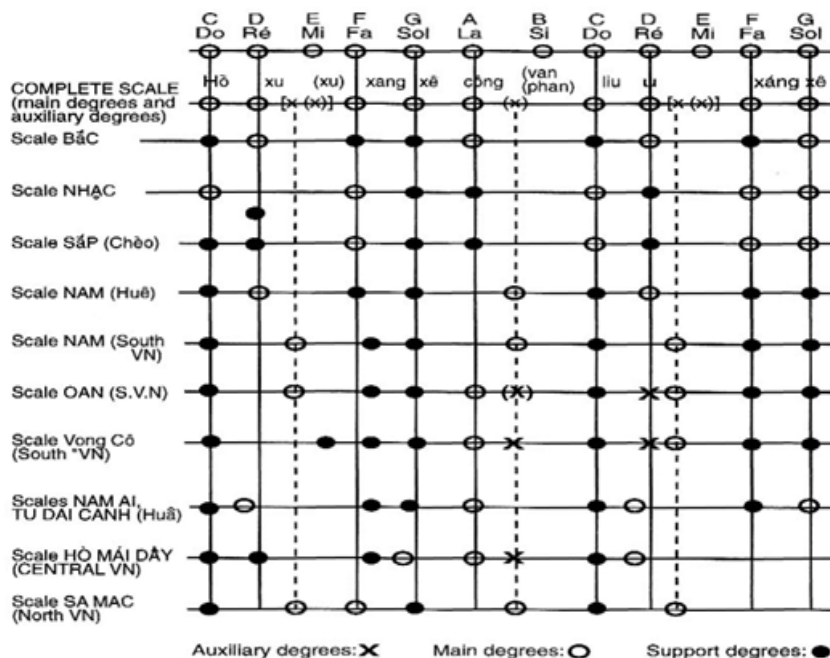 C D E F G A B C D E F G
Do Ré Mi Fa Sol La Si Do Ré Mi Fa Sol
Hò xu (xu) xang xê công (van (phan) liu u xáng xê
COMPLETE SCALE
(main degrees and
auxiliary degrees)
[x (x)] (x) [x (x)]
Scale BắC
Scale NHẠC
Scale SắP (Chèo)
Scale NAM (Huê)
Scale NAM (South
VN)
Scale OAN (S.V.N)
(X) X
Scale Vong Cô
(South "VN)
X X
Scales NAM AI,
TU DAI CANH (Huâ)
Scale HÒ MÁI DẦY
(CENTRAL VN)
X
Scale SA MAC
(North VN)
Auxiliary degrees: X Main degrees: O Support degrees: ●